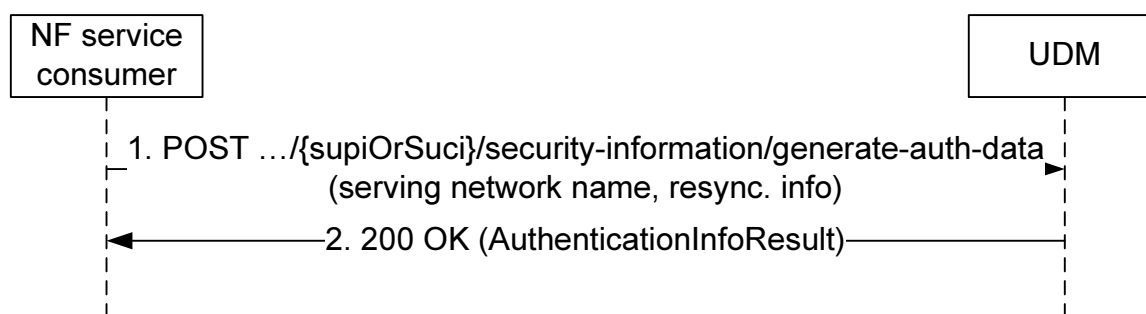 NF service
consumer
UDM
1. POST …/{supiOrSuci}/security-information/generate-auth-data
(serving network name, resync. info)
2. 200 OK (AuthenticationInfoResult)